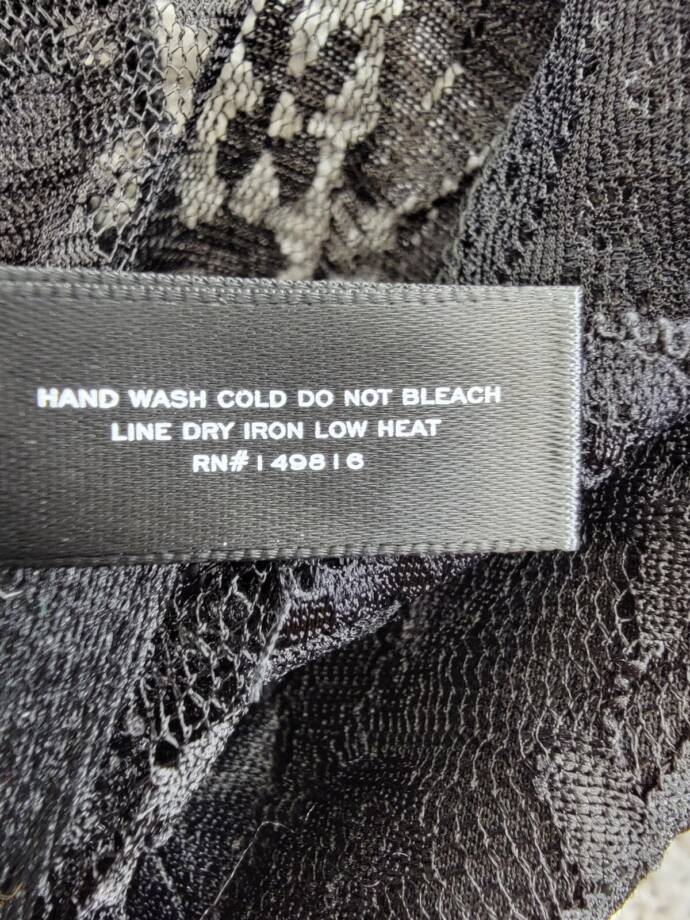 HAND WASH COLD DO NOT BLEACH
LINE DRY IRON LOW HEAT
RN#149816